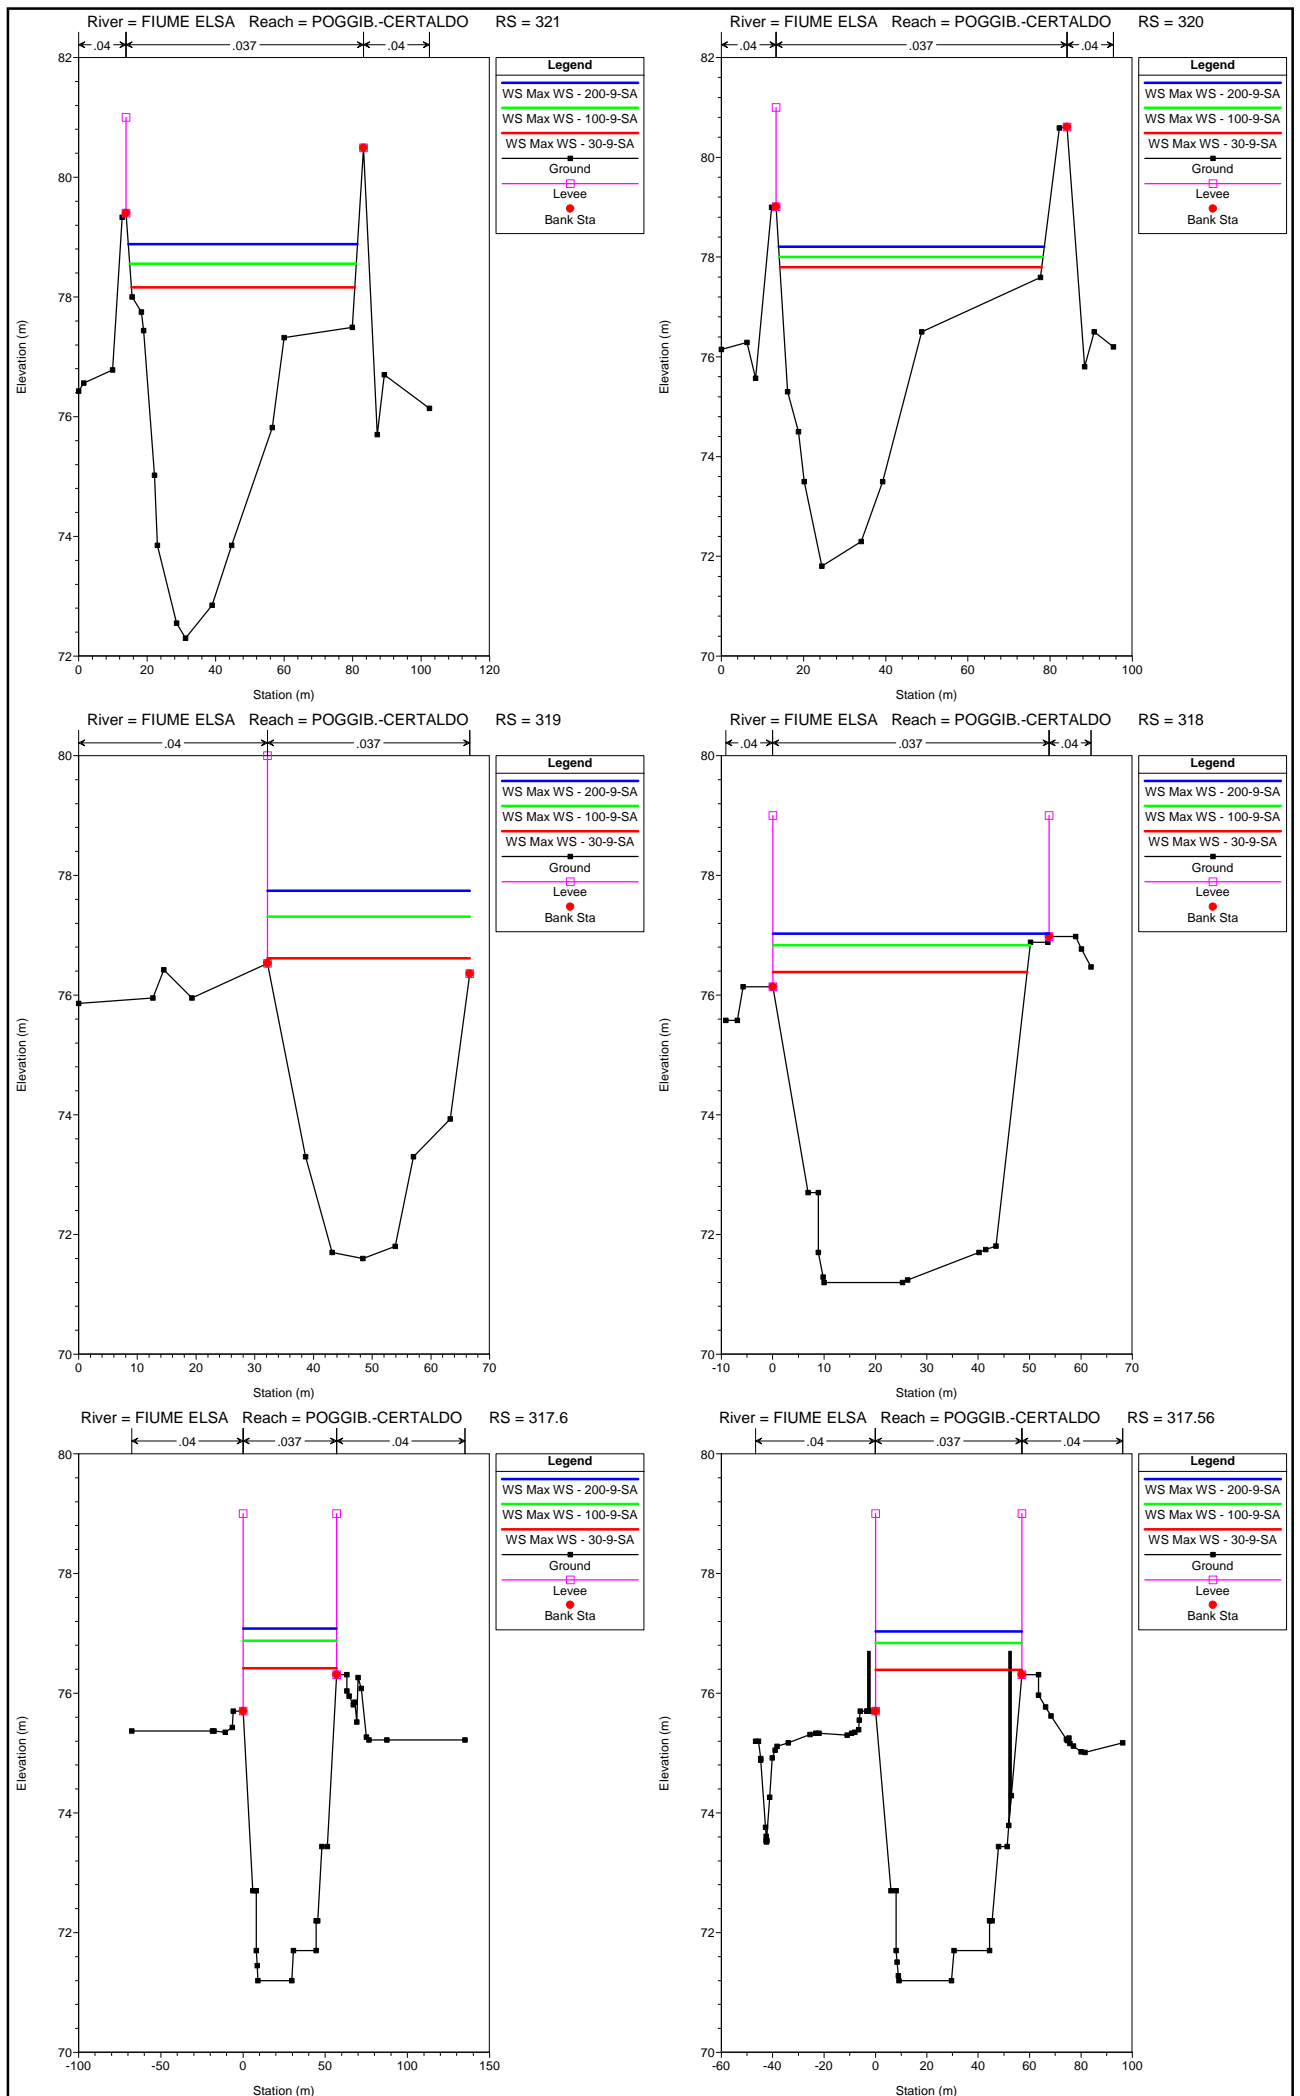 River = FIUME ELSA Reach = POGGIB.-CERTALDO RS = 321
.04 .037 .04
82
80
78
76
74
72
0 20 40 60 80 100 120
Station (m)
Elevation (m)
Legend
WS Max WS - 200-9-SA
WS Max WS - 100-9-SA
WS Max WS - 30-9-SA
Ground
Levee
Bank Sta
River = FIUME ELSA Reach = POGGIB.-CERTALDO RS = 320
.04 .037 .04
82
80
78
76
74
72
70
0 20 40 60 80 100
Station (m)
Elevation (m)
Legend
WS Max WS - 200-9-SA
WS Max WS - 100-9-SA
WS Max WS - 30-9-SA
Ground
Levee
Bank Sta
River = FIUME ELSA Reach = POGGIB.-CERTALDO RS = 319
.04 .037
80
78
76
74
72
70
0 10 20 30 40 50 60 70
Station (m)
Elevation (m)
Legend
WS Max WS - 200-9-SA
WS Max WS - 100-9-SA
WS Max WS - 30-9-SA
Ground
Levee
Bank Sta
River = FIUME ELSA Reach = POGGIB.-CERTALDO RS = 318
.04 .037 .04
80
78
76
74
72
70
-10 0 10 20 30 40 50 60 70
Station (m)
Elevation (m)
Legend
WS Max WS - 200-9-SA
WS Max WS - 100-9-SA
WS Max WS - 30-9-SA
Ground
Levee
Bank Sta
River = FIUME ELSA Reach = POGGIB.-CERTALDO RS = 317.6
.04 .037 .04
80
78
76
74
72
70
-100 -50 0 50 100 150
Station (m)
Elevation (m)
Legend
WS Max WS - 200-9-SA
WS Max WS - 100-9-SA
WS Max WS - 30-9-SA
Ground
Levee
Bank Sta
River = FIUME ELSA Reach = POGGIB.-CERTALDO RS = 317.56
.04 .037 .04
80
78
76
74
72
70
-60 -40 -20 0 20 40 60 80 100
Station (m)
Elevation (m)
Legend
WS Max WS - 200-9-SA
WS Max WS - 100-9-SA
WS Max WS - 30-9-SA
Ground
Levee
Bank Sta